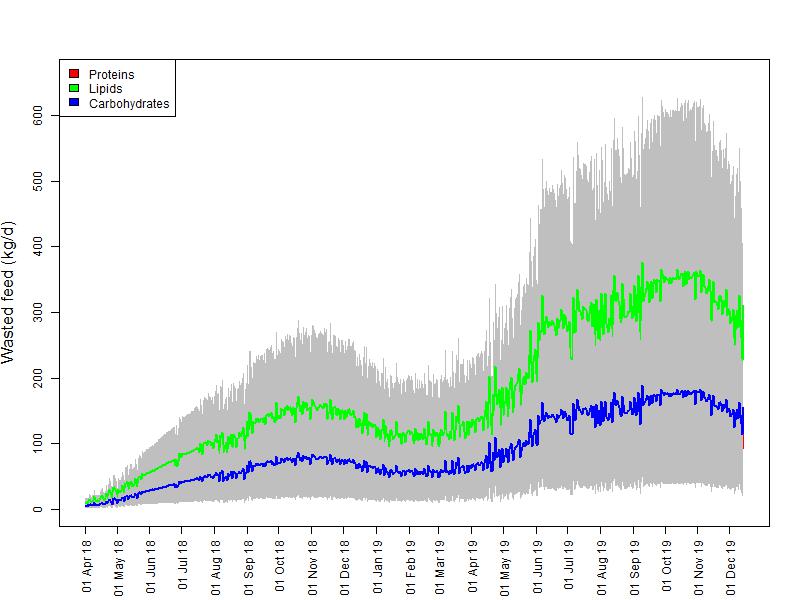 Proteins
Lipids
Carbohydrates
Wasted feed (kg/d)
600
500
400
300
200
100
0
01 Apr 18
01 May 18
01 Jun 18
01 Jul 18
01 Aug 18
01 Sep 18
01 Oct 18
01 Nov 18
01 Dec 18
01 Jan 19
01 Feb 19
01 Mar 19
01 Apr 19
01 May 19
01 Jun 19
01 Jul 19
01 Aug 19
01 Sep 19
01 Oct 19
01 Nov 19
01 Dec 19